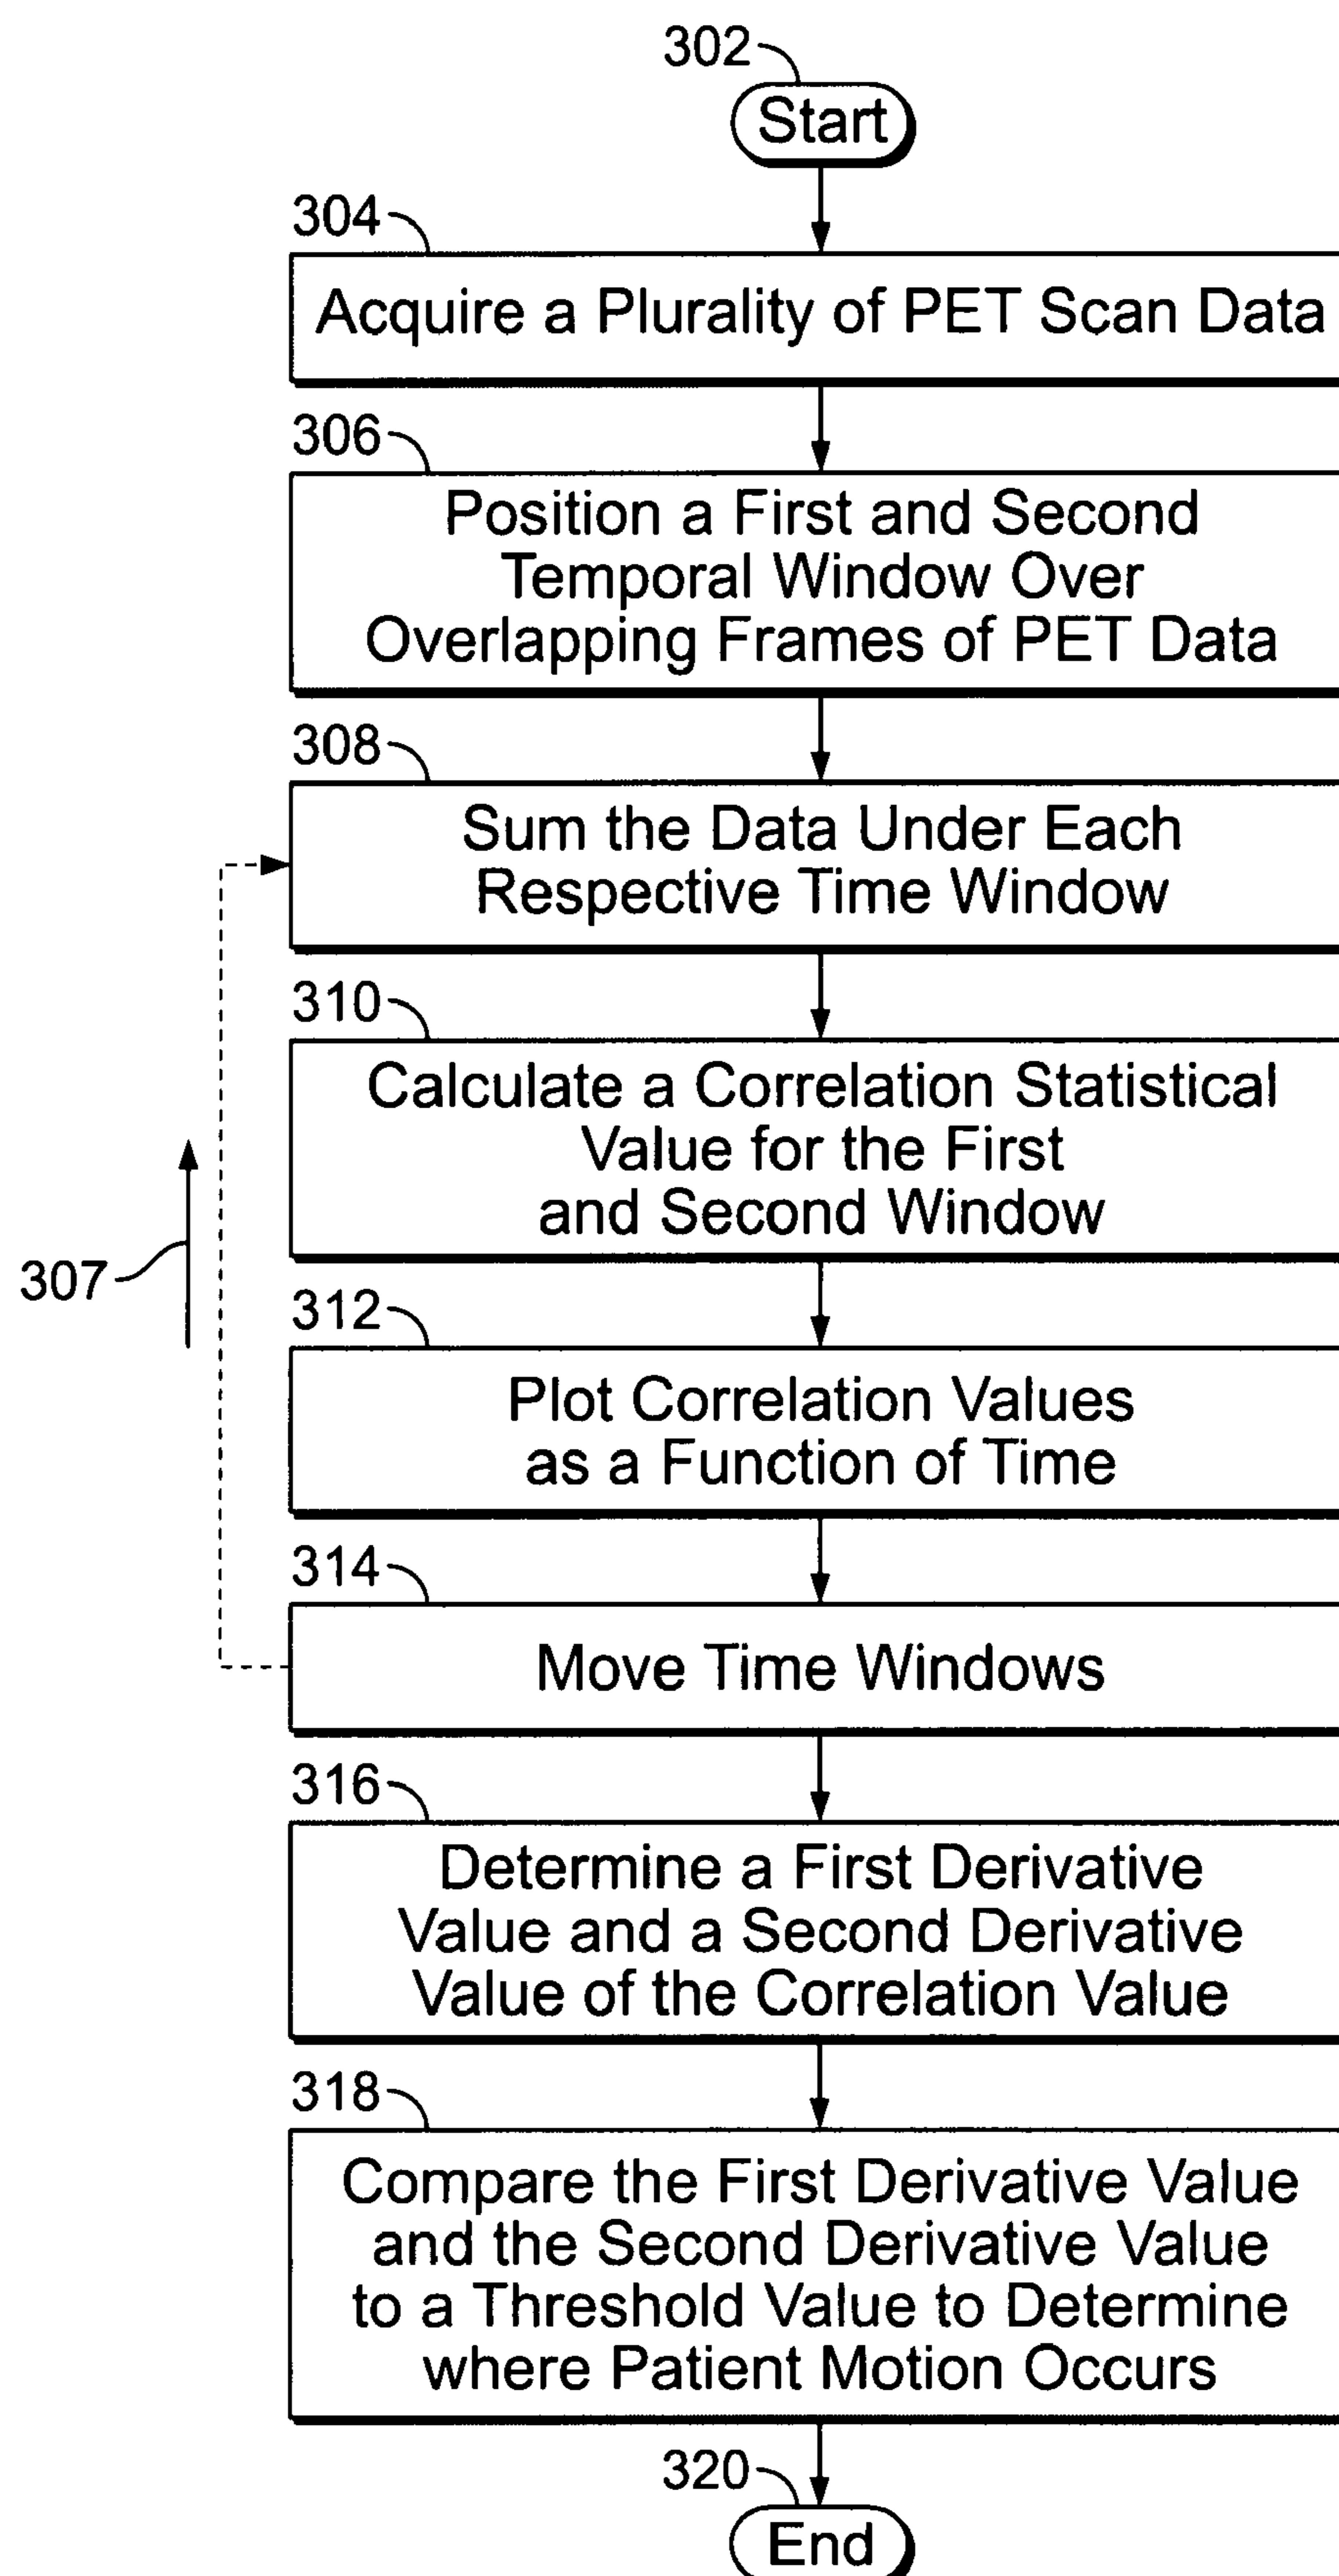 302
Start
304
Acquire a Plurality of PET Scan Data
306
Position a First and Second
Temporal Window Over
Overlapping Frames of PET Data
308
Sum the Data Under Each
Respective Time Window
310
Calculate a Correlation Statistical
Value for the First
and Second Window
307
312
Plot Correlation Values
as a Function of Time
314
Move Time Windows
316
Determine a First Derivative
Value and a Second Derivative
Value of the Correlation Value
318
Compare the First Derivative Value
and the Second Derivative Value
to a Threshold Value to Determine
where Patient Motion Occurs
320
End